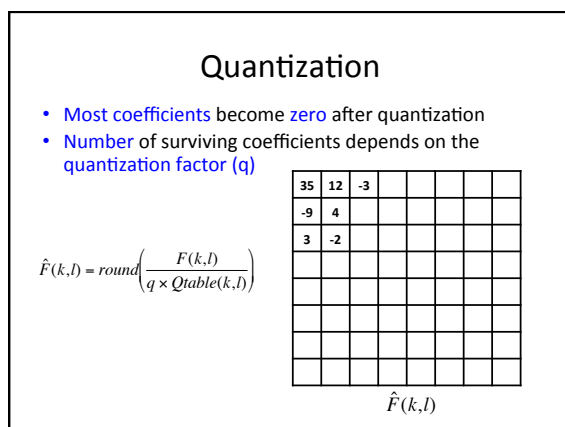 Quantization
• Most coefficients become zero after quantization
• Number of surviving coefficients depends on the
quantization factor (q)
35 12 -3
-9 4
3 -2
F̂(k,l) = round(F(k,l) / (q × Qtable(k,l)))
F̂(k,l)